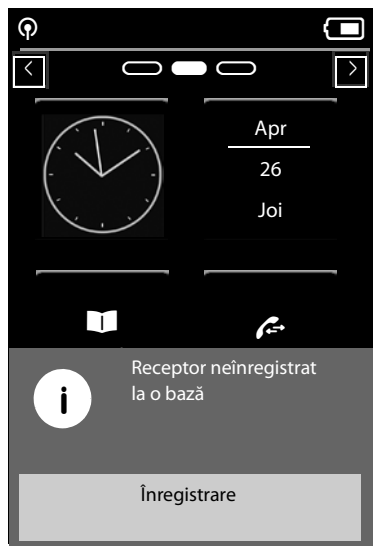 Apr
26
Joi
Receptor neînregistrat
la o bază
Înregistrare